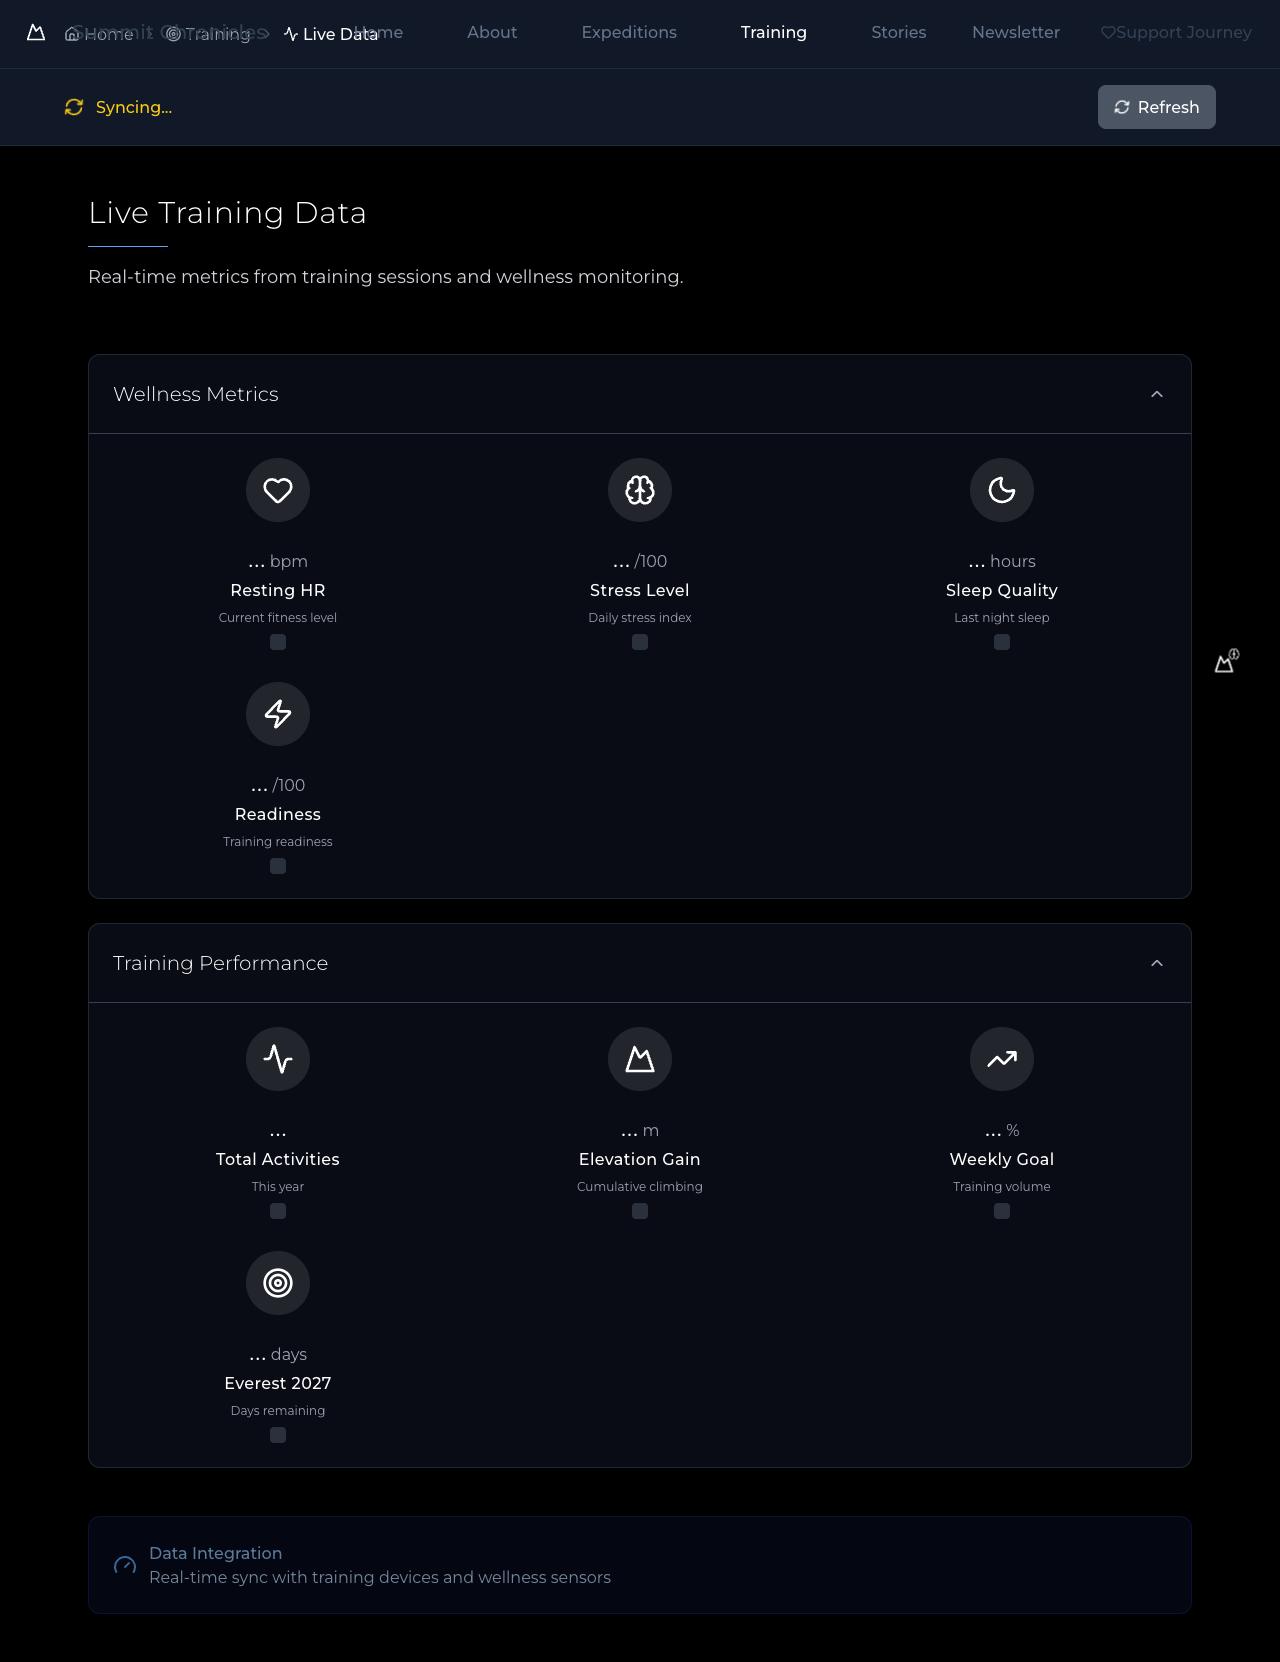 Summit Chronicles
Home Training Live Data
Home About Expeditions Training Stories Newsletter Support Journey
Syncing...
Refresh
Live Training Data
Real-time metrics from training sessions and wellness monitoring.
Wellness Metrics
... bpm ... /100 ... hours
Resting HR Stress Level Sleep Quality
Current fitness level Daily stress index Last night sleep
... /100
Readiness
Training readiness
Training Performance
... ... m ... %
Total Activities Elevation Gain Weekly Goal
This year Cumulative climbing Training volume
... days
Everest 2027
Days remaining
Data Integration
Real-time sync with training devices and wellness sensors